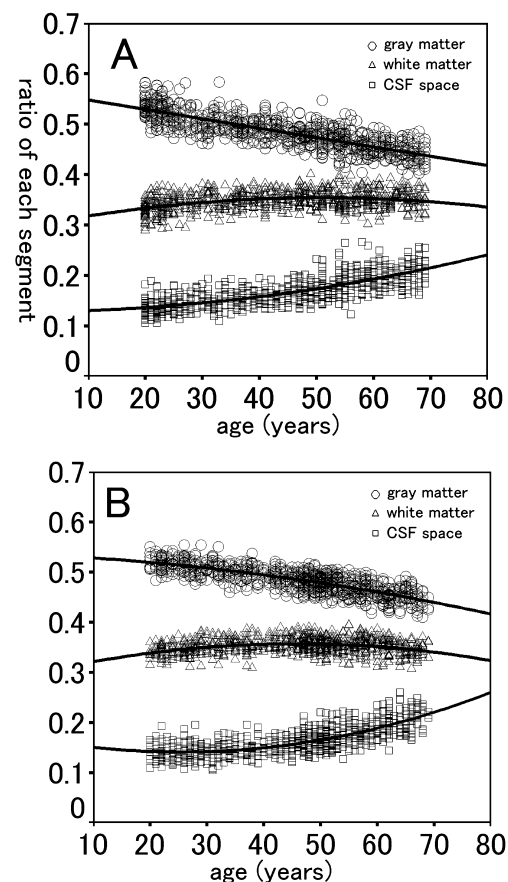 A
0.7
0.6
0.5
0.4
0.3
0.2
0.1
0
ratio of each segment
gray matter
white matter
CSF space
10 20 30 40 50 60 70 80
age (years)
B
0.7
0.6
0.5
0.4
0.3
0.2
0.1
0
gray matter
white matter
CSF space
10 20 30 40 50 60 70 80
age (years)